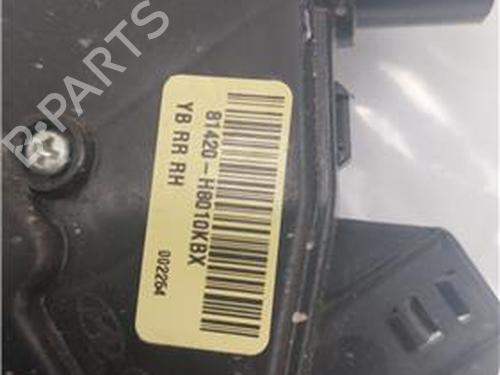 B-PARTS
81420-H8010KBX
YB RR RH
002264